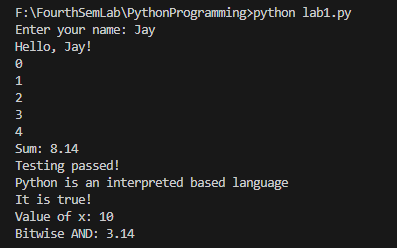 F:\FourthSemLab\PythonProgramming>python lab1.py
Enter your name: Jay
Hello, Jay!
0
1
2
3
4
Sum: 8.14
Testing passed!
Python is an interpreted based language
It is true!
Value of x: 10
Bitwise AND: 3.14